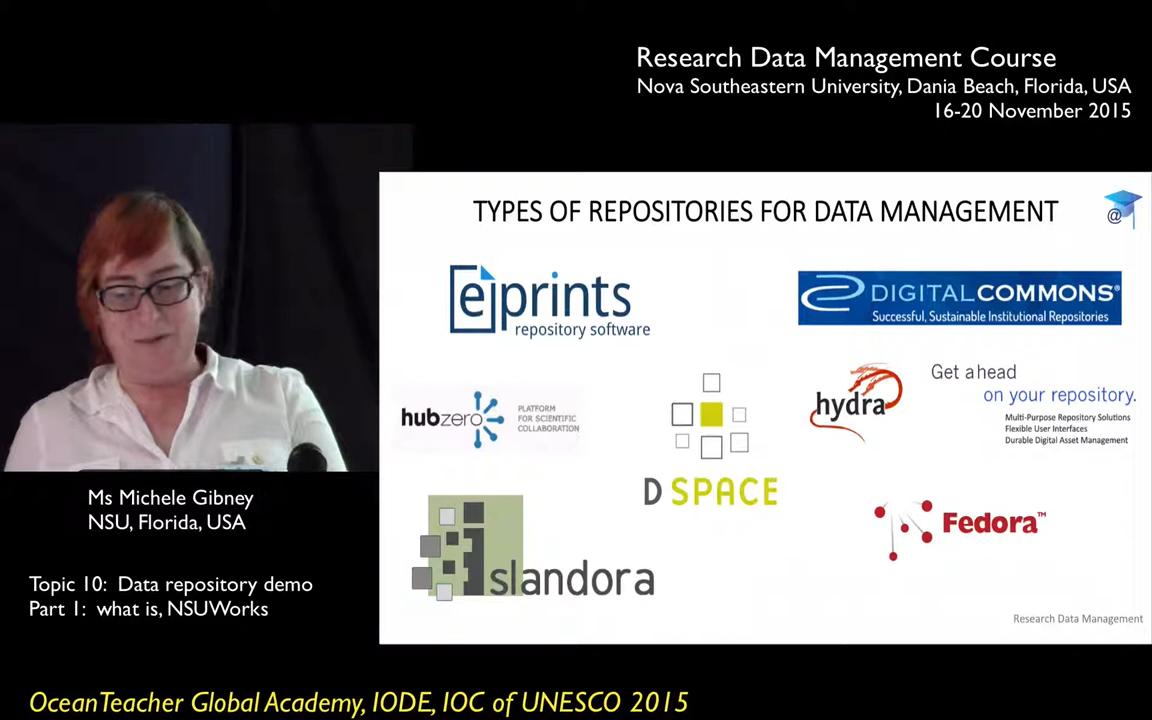 Research Data Management Course
Nova Southeastern University, Dania Beach, Florida, USA
16-20 November 2015
TYPES OF REPOSITORIES FOR DATA MANAGEMENT
@
eprints
repository software
DIGITALCOMMONS®
Successful, Sustainable Institutional Repositories
hubzero
PLATFORM
FOR SCIENTIFIC
COLLABORATION
hydra
Get ahead
on your repository.
Multi-Purpose Repository Solutions
Flexible User Interfaces
Durable Digital Asset Management
DSPACE
islandora
Fedora™
Research Data Management
Ms Michele Gibney
NSU, Florida, USA
Topic 10: Data repository demo
Part 1: what is, NSUWorks
OceanTeacher Global Academy, IODE, IOC of UNESCO 2015